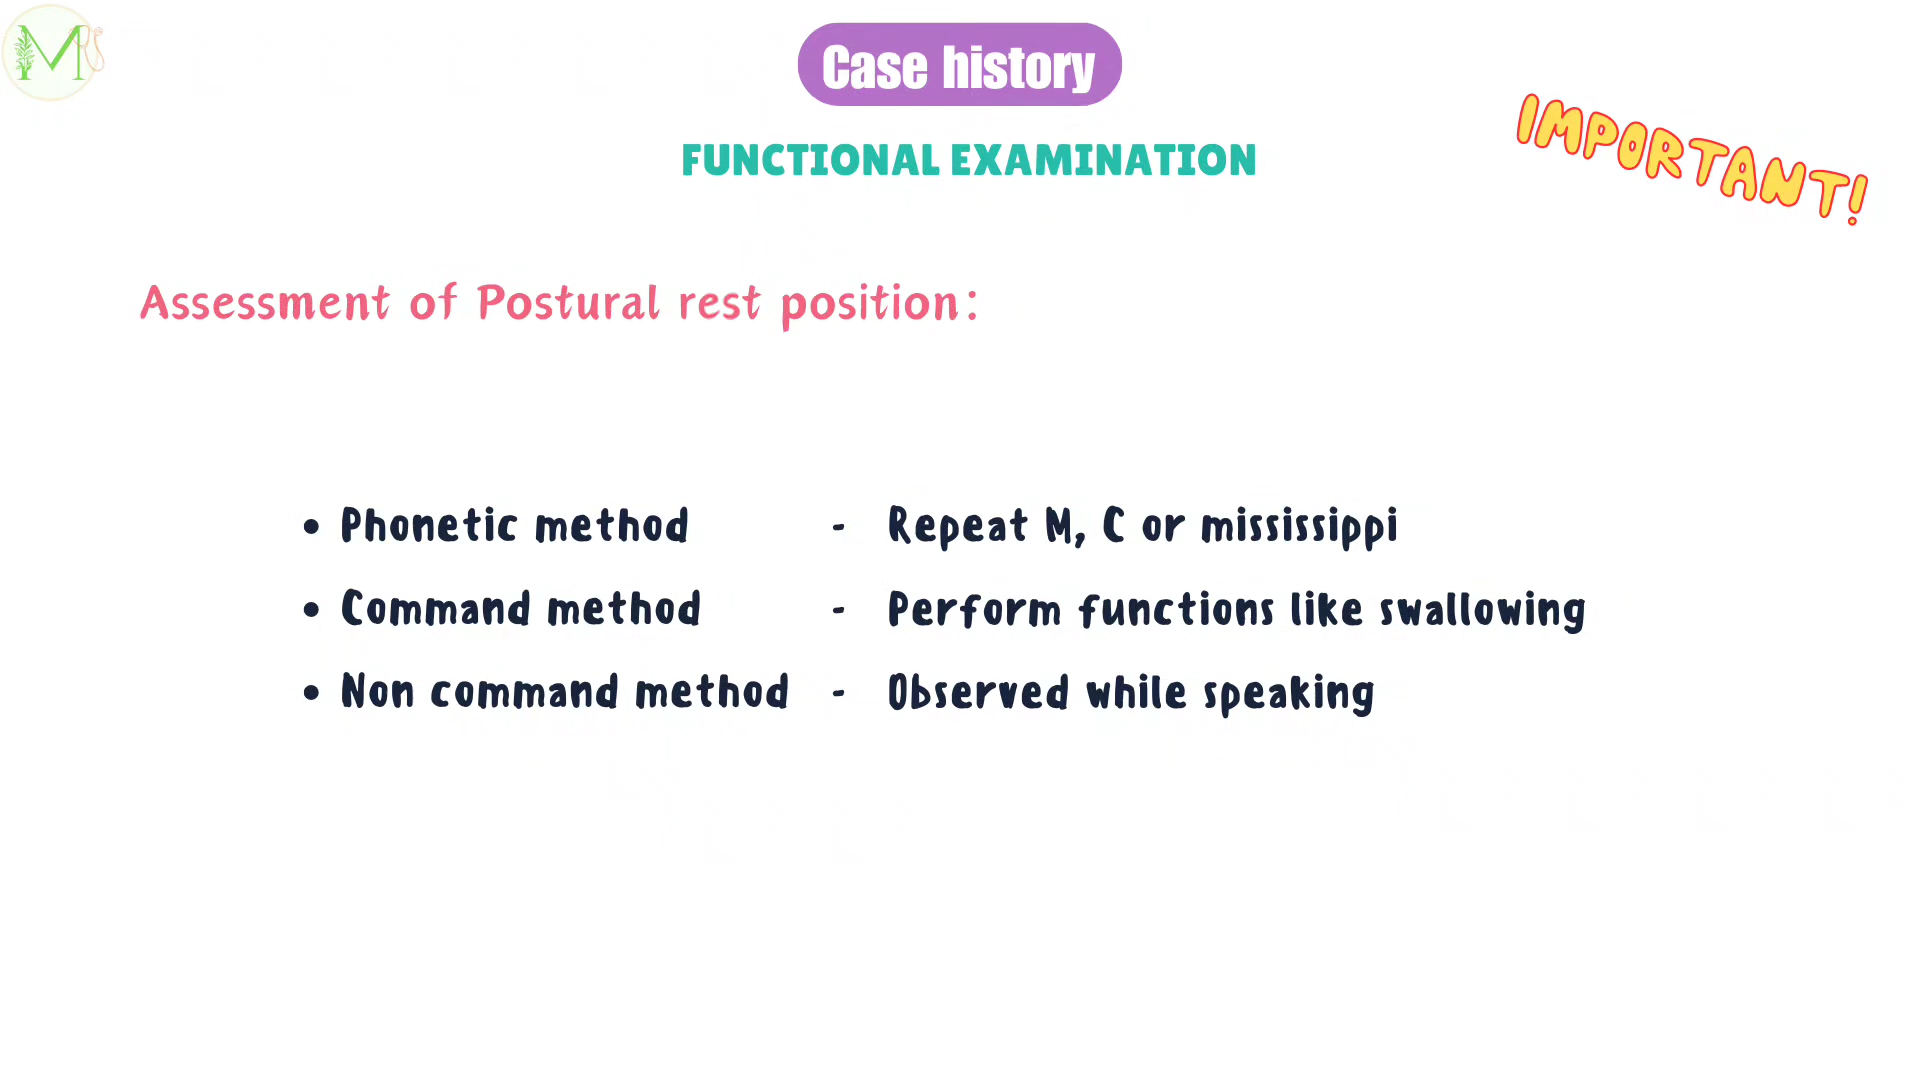 M
Case history
IMPORTANT!
FUNCTIONAL EXAMINATION
Assessment of Postural rest position:
• Phonetic method - Repeat M, C or mississippi
• Command method - Perform functions like swallowing
• Non command method - Observed while speaking